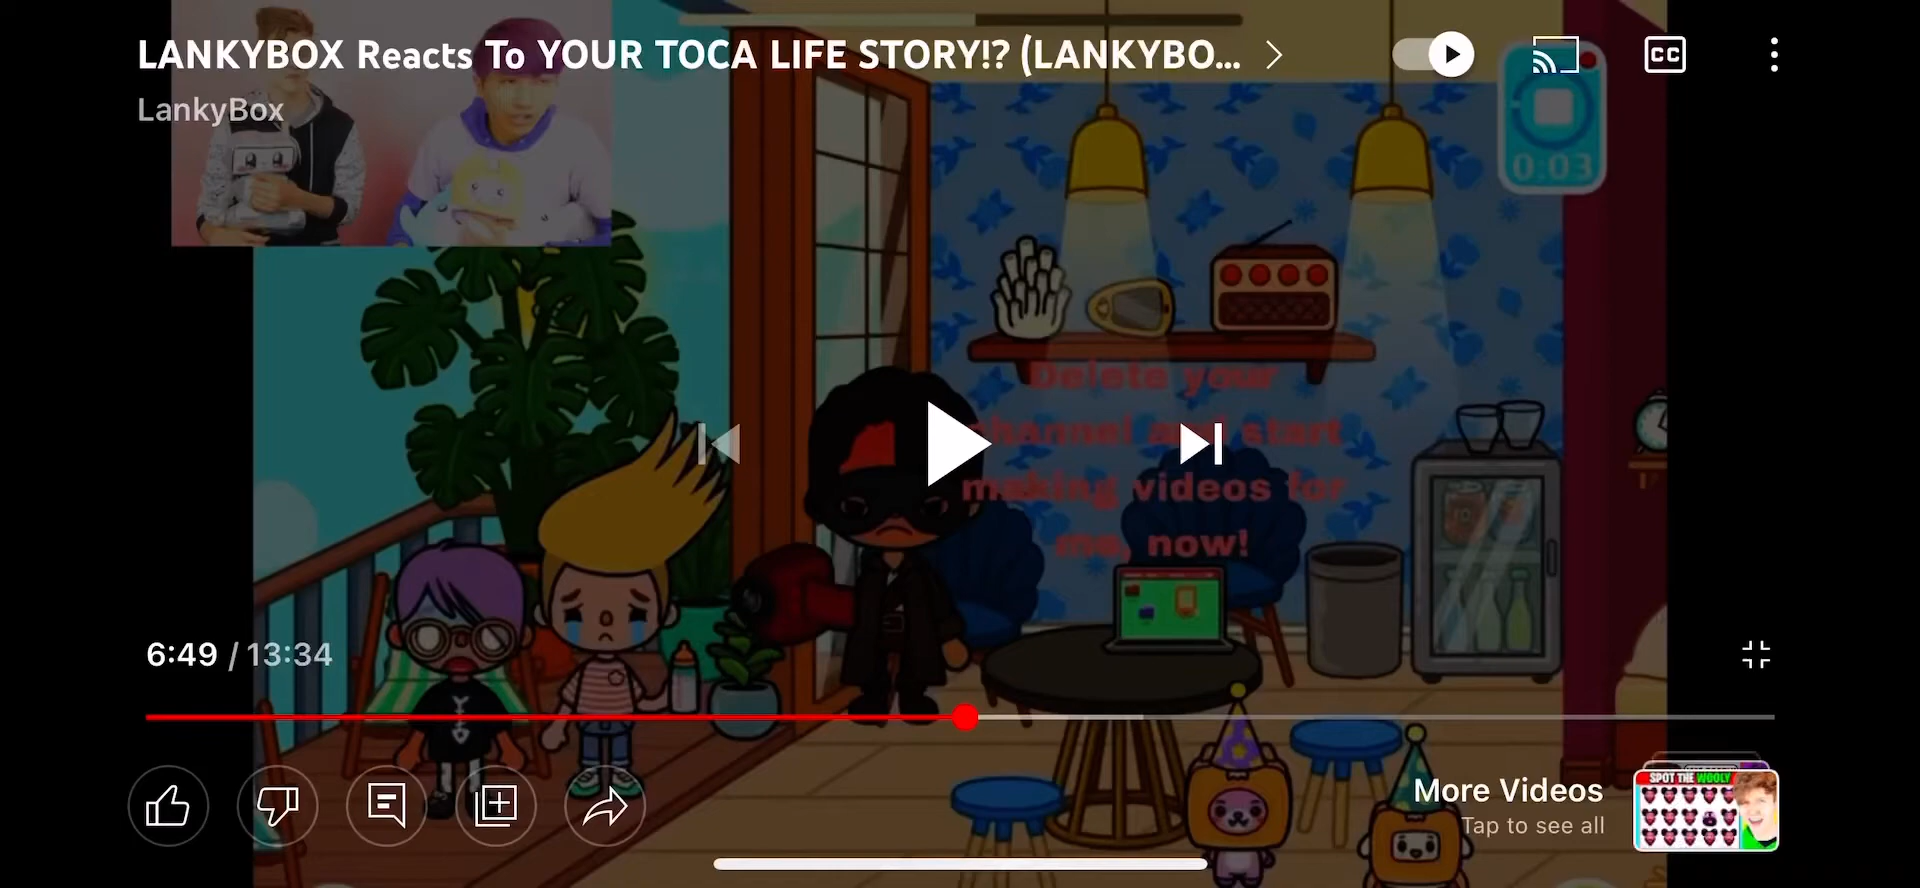 LANKYBOX Reacts To YOUR TOCA LIFE STORY!? (LANKYBO...
LankyBox
CC
0:03
Delete your
channel and start
making videos for
me, now!
6:49 / 13:34
More Videos
Tap to see all
SPOT THE WOOLY